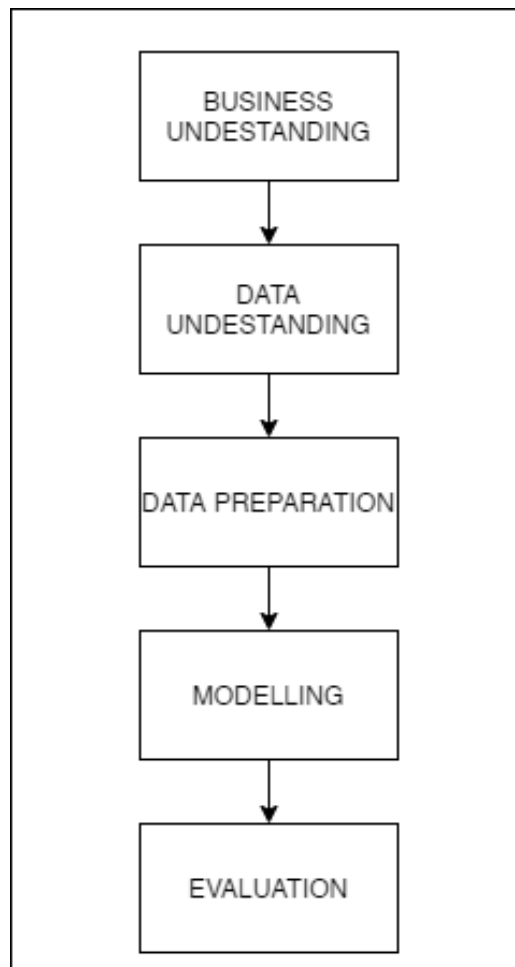 BUSINESS
UNDESTANDING
DATA
UNDESTANDING
DATA PREPARATION
MODELLING
EVALUATION